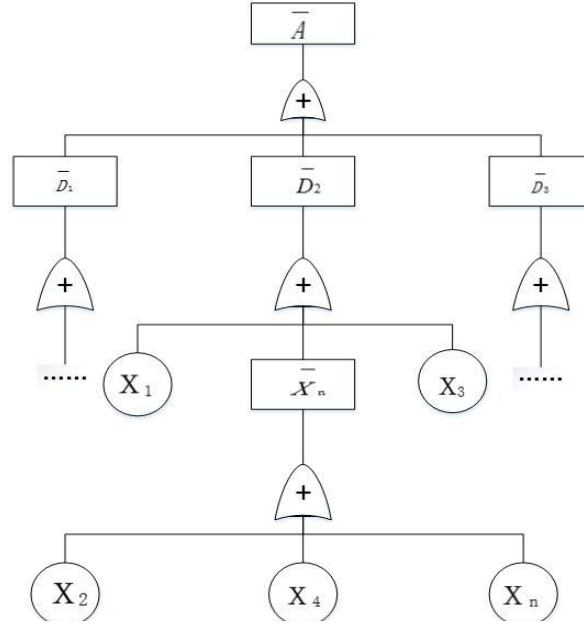 A̅
+
D̅₁ D̅₂ D̅₃
+ + +
...... X₁ X̅ₙ X₃ ......
+
X₂ X₄ Xₙ